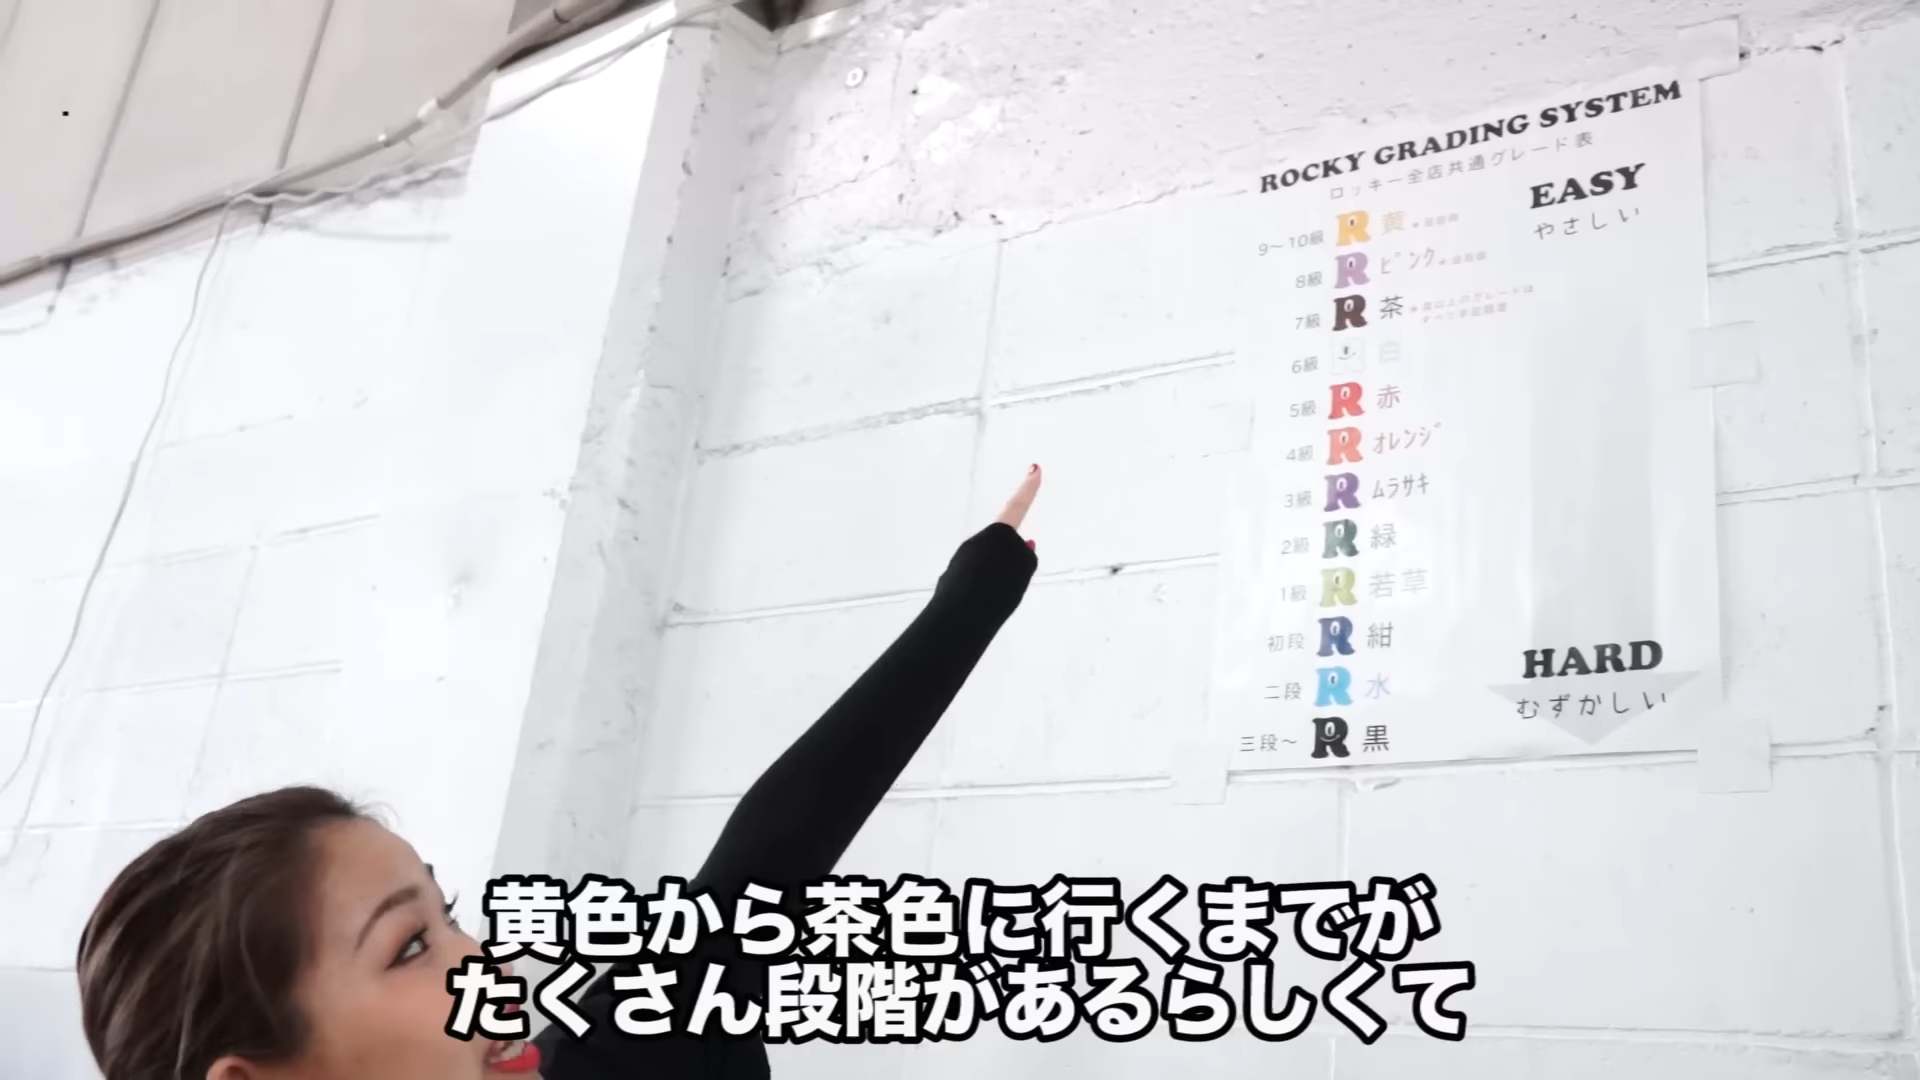 ROCKY GRADING SYSTEM
ロッキー全店共通グレード表
EASY
やさしい
9〜10級 R 黄
8級 R ピンク
7級 R 茶
6級 白
5級 R 赤
4級 R オレンジ
3級 R ムラサキ
2級 R 緑
1級 R 若草
初段 R 紺
二段 R 水
三段〜 R 黒
HARD
むずかしい
黄色から茶色に行くまでが
たくさん段階があるらしくて